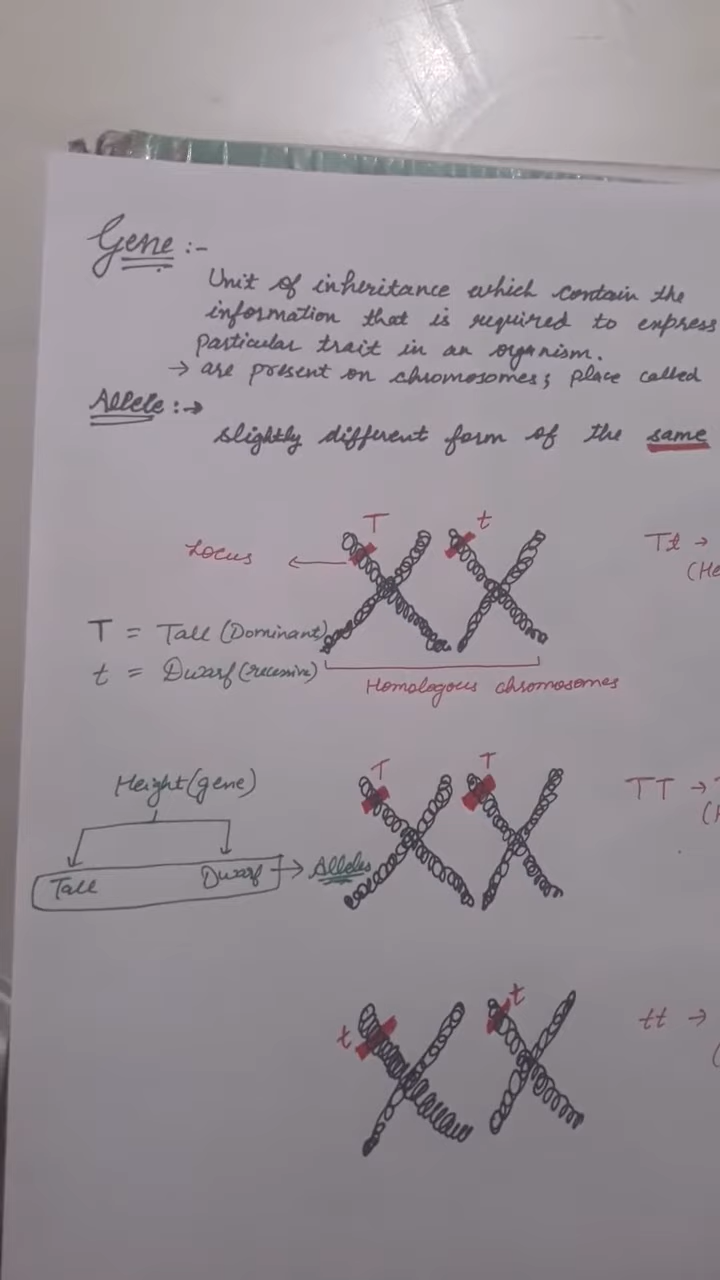 Gene :-
Unit of inheritance which contain the
information that is required to express
particular trait in an organism.
→ are present on chromosomes; place called
Allele :→
slightly different form of the same
T t
Locus ←
Tt →
(He
T = Tall (Dominant)
t = Dwarf (recessive)
Homologous chromosomes
T T
Height (gene)
TT →
(H
Tall Dwarf → Alleles
t t
tt →
(